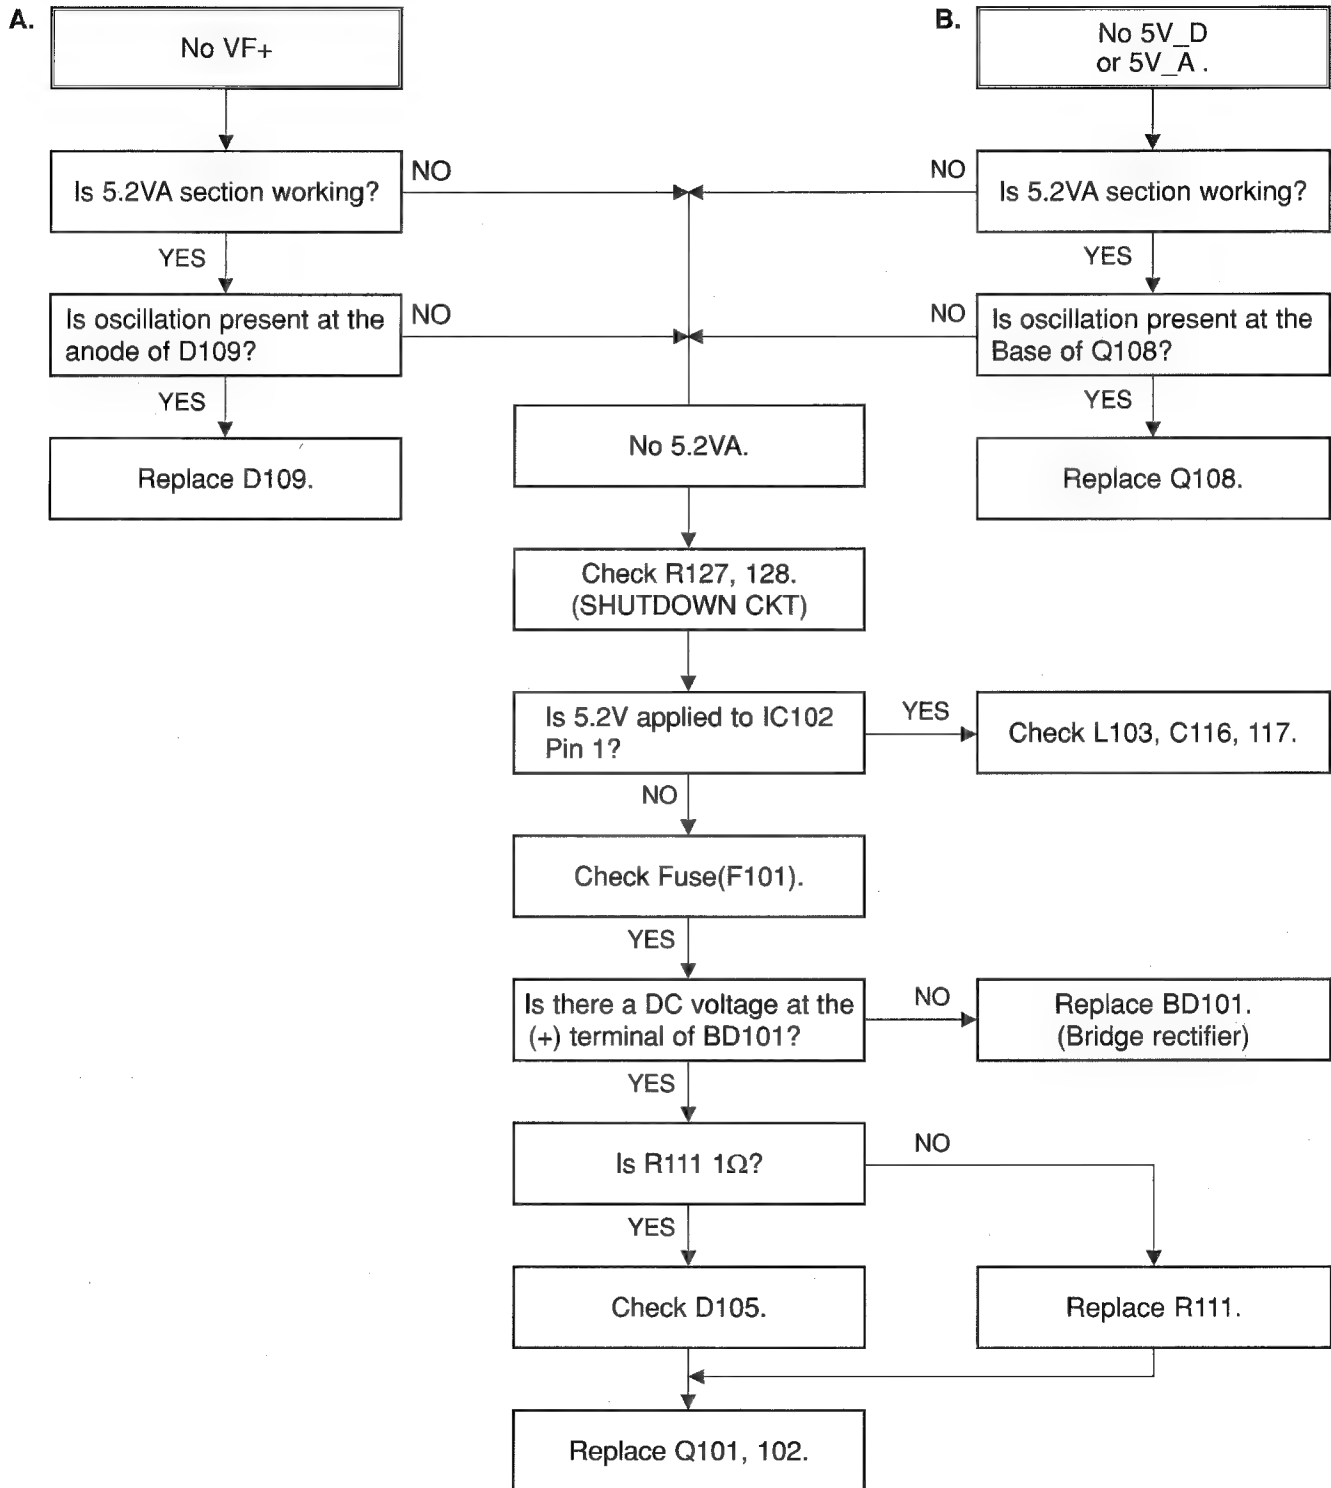 A.
No VF+
B.
No 5V_D
or 5V_A .
Is 5.2VA section working?
NO
NO
Is 5.2VA section working?
YES
YES
Is oscillation present at the
anode of D109?
NO
NO
Is oscillation present at the
Base of Q108?
YES
YES
Replace D109.
No 5.2VA.
Replace Q108.
Check R127, 128.
(SHUTDOWN CKT)
Is 5.2V applied to IC102
Pin 1?
YES
Check L103, C116, 117.
NO
Check Fuse(F101).
YES
Is there a DC voltage at the
(+) terminal of BD101?
NO
Replace BD101.
(Bridge rectifier)
YES
Is R111 1Ω?
NO
YES
Check D105.
Replace R111.
Replace Q101, 102.